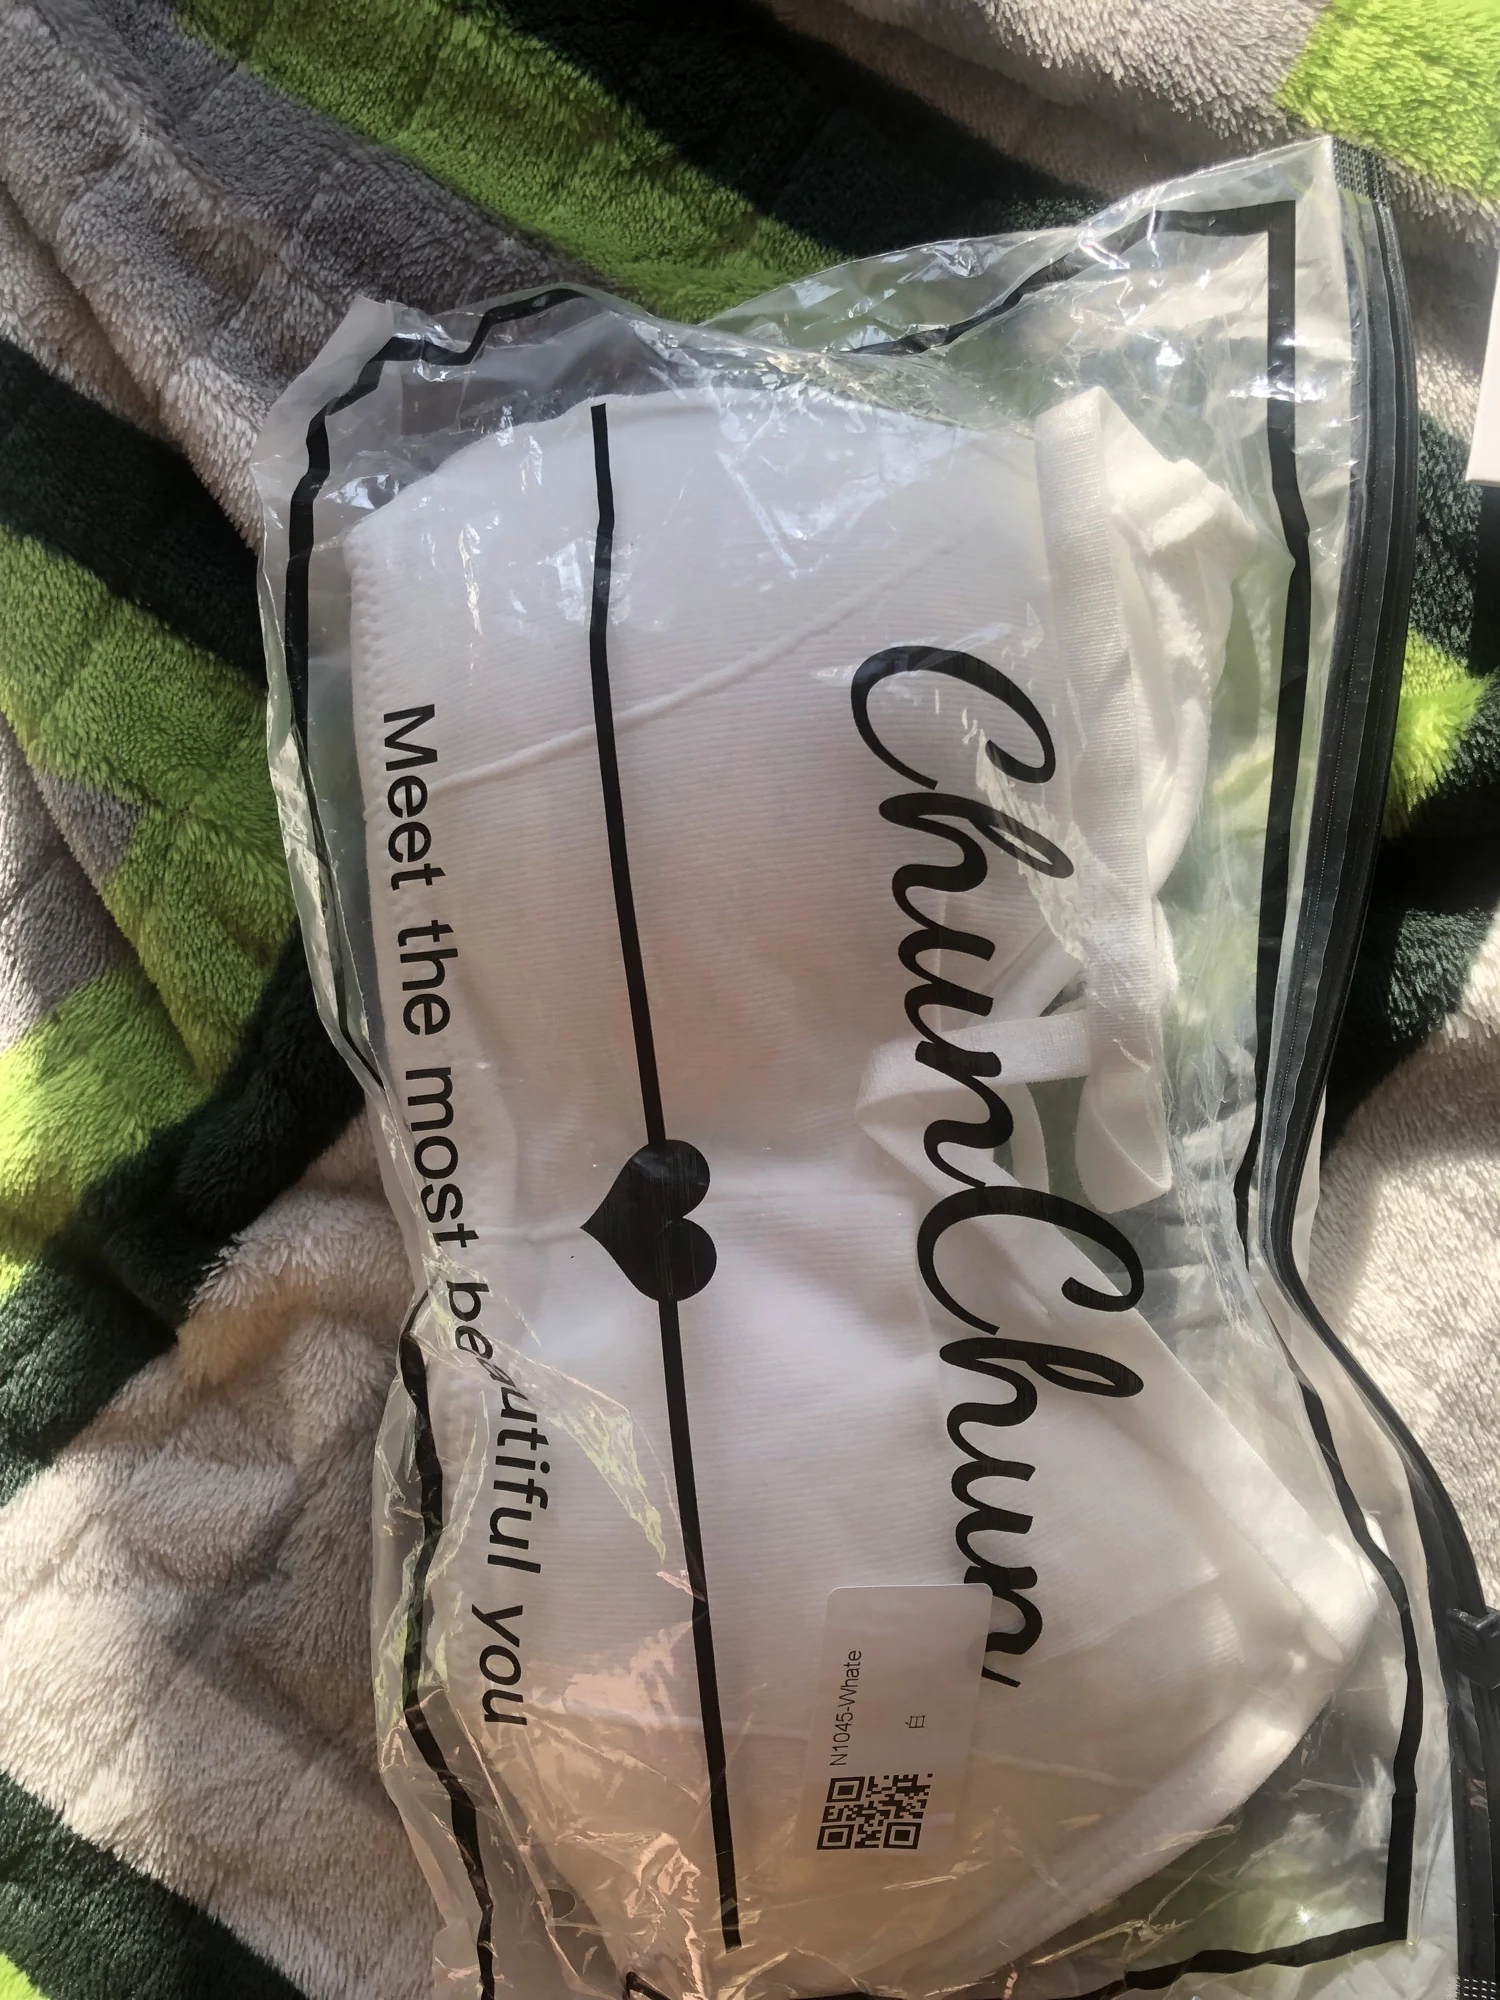 ChunChun
Meet the most beautiful you
N1045-Whate
白